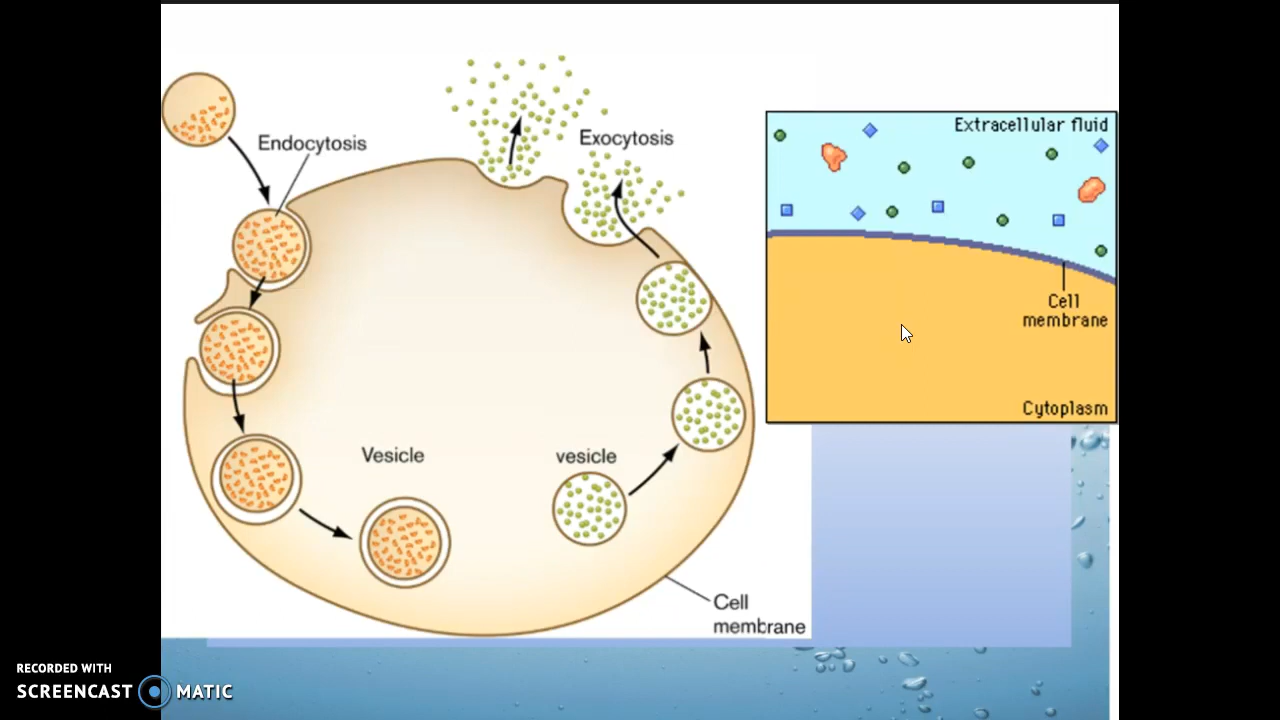 Endocytosis
Exocytosis
Vesicle
vesicle
Cell
membrane
Extracellular fluid
Cell
membrane
Cytoplasm
RECORDED WITH
SCREENCAST MATIC